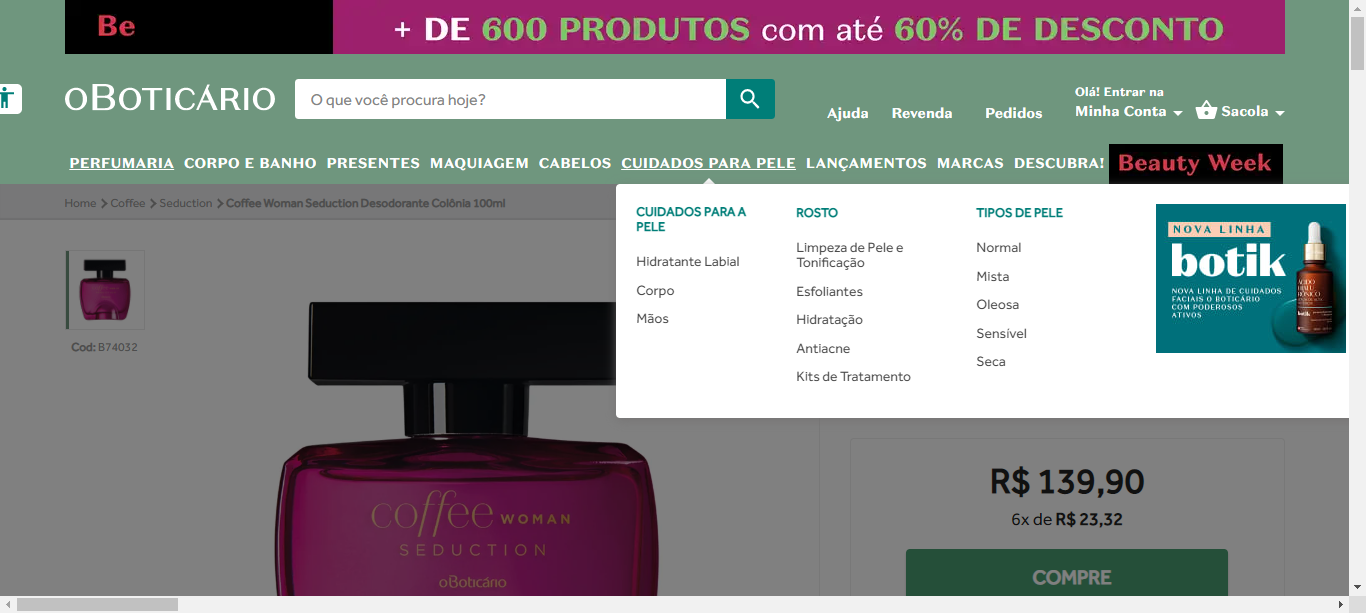 Be
+ DE 600 PRODUTOS com até 60% DE DESCONTO
oBOTICÁRIO
O que você procura hoje?
Ajuda
Revenda
Pedidos
Olá! Entrar na
Minha Conta
Sacola
PERFUMARIA CORPO E BANHO PRESENTES MAQUIAGEM CABELOS CUIDADOS PARA PELE LANÇAMENTOS MARCAS DESCUBRA! Beauty Week
Home > Coffee > Seduction > Coffee Woman Seduction Desodorante Colônia 100ml
CUIDADOS PARA A
PELE
Hidratante Labial
Corpo
Mãos
ROSTO
Limpeza de Pele e
Tonificação
Esfoliantes
Hidratação
Antiacne
Kits de Tratamento
TIPOS DE PELE
Normal
Mista
Oleosa
Sensível
Seca
NOVA LINHA
botik
NOVA LINHA DE CUIDADOS
FACIAIS O BOTICÁRIO
COM PODEROSOS
ATIVOS
botik
Cod: B74032
coffee WOMAN
SEDUCTION
oBoticário
R$ 139,90
6x de R$ 23,32
COMPRE